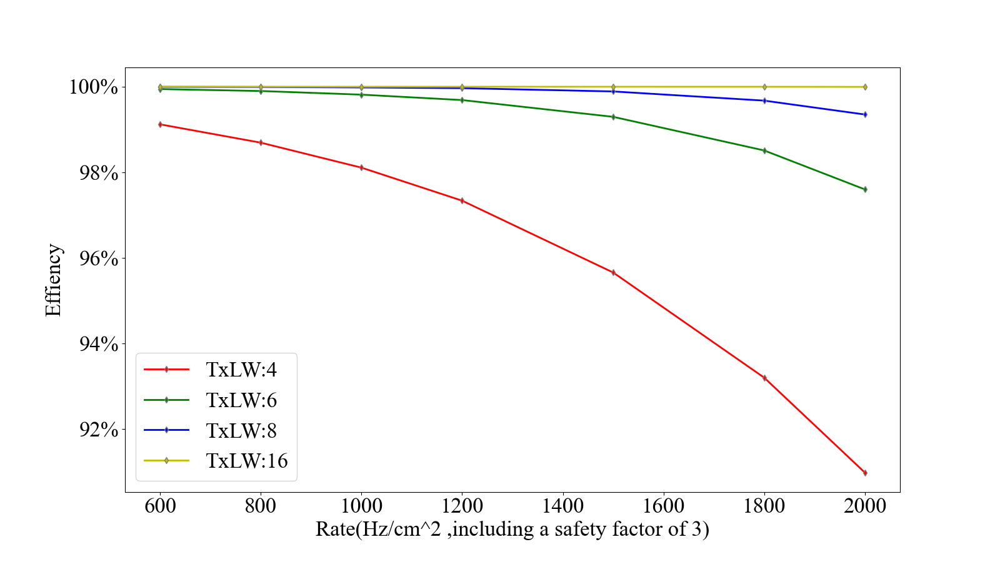 100%
98%
96%
94%
92%
Effiency
TxLW:4
TxLW:6
TxLW:8
TxLW:16
600 800 1000 1200 1400 1600 1800 2000
Rate(Hz/cm^2 ,including a safety factor of 3)